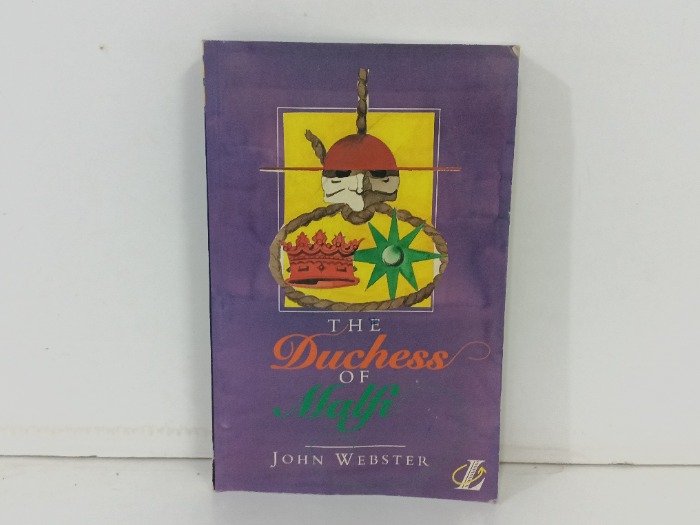 THE
Duchess
OF
Malfi
JOHN WEBSTER